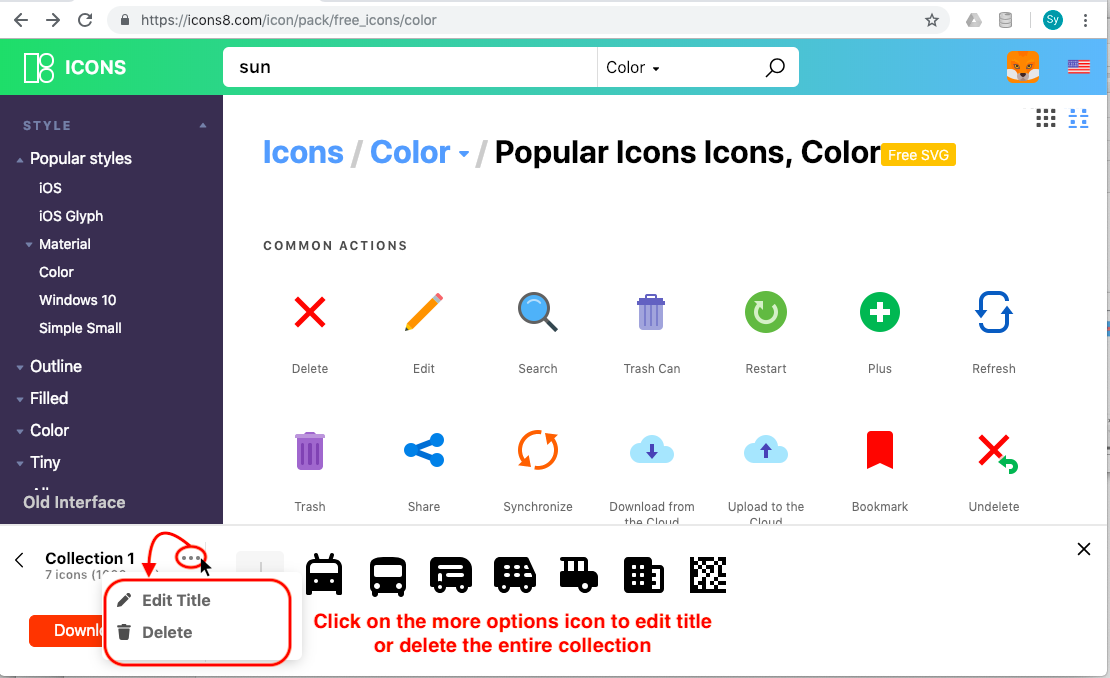 https://icons8.com/icon/pack/free_icons/color
Sy
ICONS
sun
Color
STYLE
Popular styles
iOS
iOS Glyph
Material
Color
Windows 10
Simple Small
Outline
Filled
Color
Tiny
Old Interface
Icons / Color / Popular Icons Icons, Color Free SVG
COMMON ACTIONS
Delete Edit Search Trash Can Restart Plus Refresh
Trash Share Synchronize Download from the Cloud Upload to the Cloud Bookmark Undelete
Collection 1
7 icons
Edit Title
Delete
Downlo
Click on the more options icon to edit title
or delete the entire collection